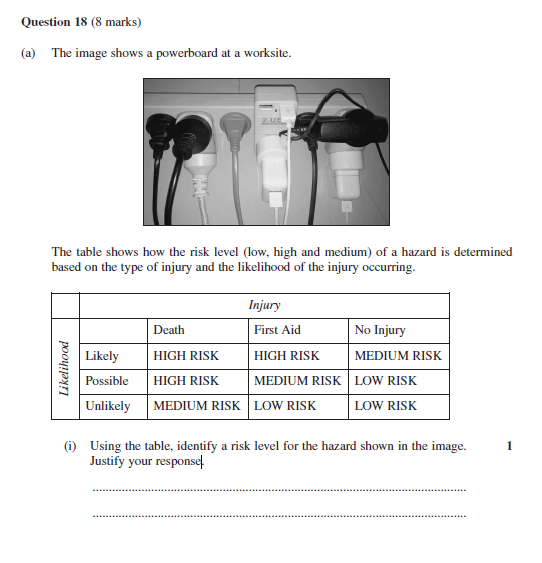 Question 18 (8 marks)
(a) The image shows a powerboard at a worksite.
The table shows how the risk level (low, high and medium) of a hazard is determined
based on the type of injury and the likelihood of the injury occurring.
Injury
Death First Aid No Injury
Likelihood
Likely HIGH RISK HIGH RISK MEDIUM RISK
Possible HIGH RISK MEDIUM RISK LOW RISK
Unlikely MEDIUM RISK LOW RISK LOW RISK
(i) Using the table, identify a risk level for the hazard shown in the image. 1
Justify your response.